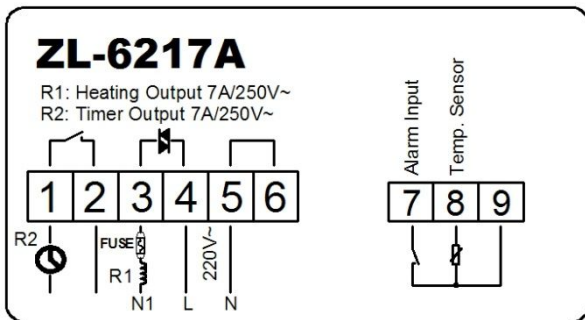 ZL-6217A
R1: Heating Output 7A/250V~
R2: Timer Output 7A/250V~
Alarm Input
Temp. Sensor
1 2 3 4 5 6
7 8 9
R2
FUSE
R1
220V~
N1 L N